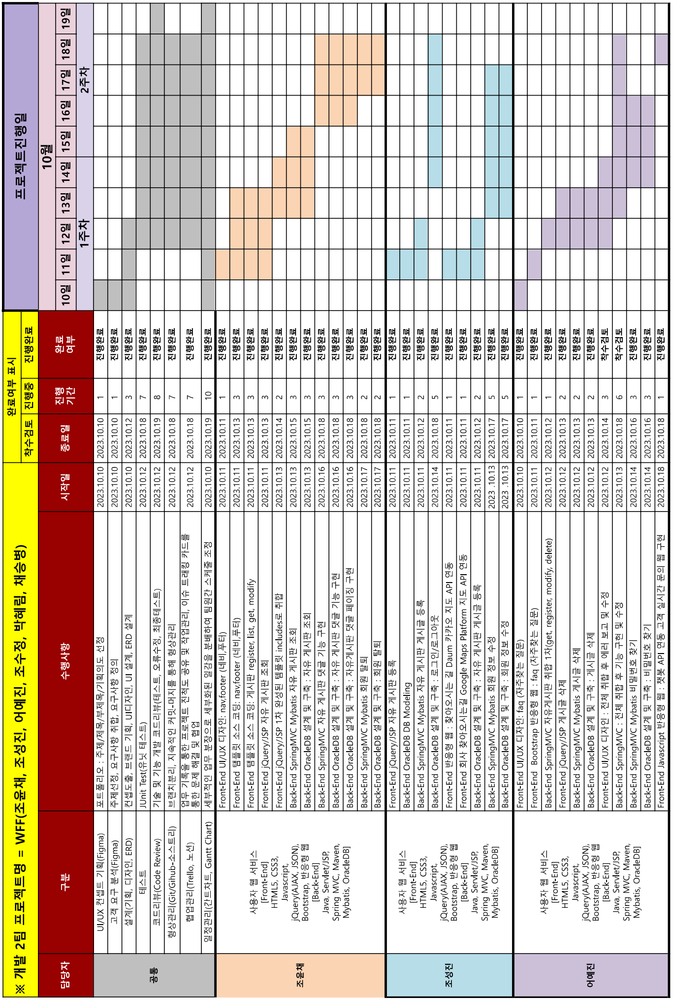 ※ 개발 2팀 프로젝트명 = WFF(조윤채, 조성진, 어예진, 조수정, 박혜림, 채승병)
완료여부 표시
프로젝트진행일
착수검토 진행중 진행완료
담당자 구분 수행사항 시작일 종료일 진행 기간 완료 여부
10월
10일 11일 12일 13일 14일 15일 16일 17일 18일 19일
1주차 2주차
공통
UI/UX 컨셉트 기획(Figma) 포트폴리오 : 주제/제목/부제목/기획의도 선정 2023.10.10 2023.10.10 1 진행완료
고객 요구 분석(Figma) 주제선정, 요구사항 취합, 요구사항 정의 2023.10.10 2023.10.10 1 진행완료
설계(기획, 디자인, ERD) 컨셉도출, 브랜드 기획, UI디자인, UI 설계, ERD 설계 2023.10.10 2023.10.12 3 진행완료
테스트 JUnit Test(유닛 테스트) 2023.10.12 2023.10.18 7 진행완료
코드리뷰(Code Review) 기술 및 기능 개발 코드리뷰(테스트, 오류수정, 최종테스트) 2023.10.12 2023.10.19 8 진행완료
형상관리(Git/Gihub-소스트리) 브랜치분리, 지속적인 커밋-머지를 통해 형상관리 2023.10.12 2023.10.18 7 진행완료
협업관리(Trello, 노션) 업무 기록을 통한 프로젝트 진척도 공유 및 작업관리, 이슈 트래킹 카드를
통한 문제 해결 및 협업 2023.10.12 2023.10.18 7 진행완료
일정관리(간트차트, Gantt Chart) 세부적인 업무 분장으로 세부화된 일감을 분배하여 팀원간 스케줄 조정 2023.10.10 2023.10.19 10 진행완료
조윤채
사용자 웹 서비스
[Front-End]
HTML5, CSS3,
Javascript,
jQuery(AJAX, JSON),
Bootstrap, 반응형 웹
[Back-End]
Java, Servlet/JSP,
Spring MVC, Maven,
Mybatis, OracleDB]
Front-End UI/UX 디자인: nav,footer (네비,푸터) 2023.10.11 2023.10.11 1 진행완료
Front-End 탬플릿 소스 코딩: nav,footer (네비,푸터) 2023.10.11 2023.10.13 3 진행완료
Front-End 탬플릿 소스 코딩: 게시판 register, list, get, modify 2023.10.11 2023.10.13 3 진행완료
Front-End jQuery/JSP 자유 게시판 조회 2023.10.11 2023.10.13 3 진행완료
Front-End jQuery/JSP 1차 완성된 탬플릿 includes로 취합 2023.10.13 2023.10.14 2 진행완료
Back-End SpringMVC Mybatis 자유 게시판 조회 2023.10.13 2023.10.15 3 진행완료
Back-End OracleDB 설계 및 구축 : 자유 게시판 조회 2023.10.13 2023.10.15 3 진행완료
Back-End SpringMVC 자유 게시판 댓글 기능 구현 2023.10.16 2023.10.18 3 진행완료
Back-End OracleDB 설계 및 구축 : 자유 게시판 댓글 기능 구현 2023.10.16 2023.10.18 3 진행완료
Back-End OracleDB 설계 및 구축 : 자유게시판 댓글 페이징 구현 2023.10.16 2023.10.18 3 진행완료
Back-End SpringMVC Mybatis 회원 탈퇴 2023.10.17 2023.10.18 2 진행완료
Back-End OracleDB 설계 및 구축 : 회원 탈퇴 2023.10.17 2023.10.18 2 진행완료
조성진
사용자 웹 서비스
[Front-End]
HTML5, CSS3,
Javascript,
jQuery(AJAX, JSON),
Bootstrap, 반응형 웹
[Back-End]
Java, Servlet/JSP,
Spring MVC, Maven,
Mybatis, OracleDB]
Front-End jQuery/JSP 자유 게시판 등록 2023.10.11 2023.10.11 1 진행완료
Back-End OracleDB DB Modeling 2023.10.11 2023.10.11 1 진행완료
Back-End SpringMVC Mybatis 자유 게시판 게시글 등록 2023.10.11 2023.10.12 2 진행완료
Back-End OracleDB 설계 및 구축 : 로그인/로그아웃 2023.10.14 2023.10.18 5 진행완료
Front-End 반응형 웹 : 찾아오시는 길 Daum 카카오 지도 API 연동 2023.10.11 2023.10.11 1 진행완료
Front-End 회사 찾아오시는길 Google Maps Platform 지도 API 연동 2023.10.11 2023.10.11 1 진행완료
Back-End OracleDB 설계 및 구축 : 자유 게시판 게시글 등록 2023.10.11 2023.10.12 2 진행완료
Back-End SpringMVC Mybatis 회원 정보 수정 2023 .10.13 2023.10.17 5 진행완료
Back-End OracleDB 설계 및 구축 : 회원 정보 수정 2023 .10.13 2023.10.17 5 진행완료
어예진
사용자 웹 서비스
[Front-End]
HTML5, CSS3,
Javascript,
jQuery(AJAX, JSON),
Bootstrap, 반응형 웹
[Back-End]
Java, Servlet/JSP,
Spring MVC, Maven,
Mybatis, OracleDB]
Front-End UI/UX 디자인: faq (자주찾는 질문) 2023.10.10 2023.10.10 1 진행완료
Front-End Bootstrap 반응형 웹 : faq (자주찾는 질문) 2023.10.11 2023.10.11 1 진행완료
Back-End SpringMVC 자유게시판 취합 1차(get, register, modify, delete) 2023.10.12 2023.10.12 1 진행완료
Front-End jQuery/JSP 게시글 삭제 2023.10.12 2023.10.13 2 진행완료
Back-End SpringMVC Mybatis 게시글 삭제 2023.10.12 2023.10.13 2 진행완료
Back-End OracleDB 설계 및 구축 : 게시글 삭제 2023.10.12 2023.10.13 2 진행완료
Front-End UI/UX 디자인 : 전체 취합 후 에러 보고 및 수정 2023.10.12 2023.10.14 3 착수검토
Back-End SpringMVC : 전체 취합 후 기능 구현 및 수정 2023.10.13 2023.10.18 6 착수검토
Back-End SpringMVC Mybatis 비밀번호 찾기 2023.10.14 2023.10.16 3 진행완료
Back-End OracleDB 설계 및 구축 : 비밀번호 찾기 2023.10.14 2023.10.16 3 진행완료
Front-End Javascript 반응형 웹 : 챗봇 API 연동 고객 실시간 문의 웹 구현 2023.10.18 2023.10.18 1 진행완료